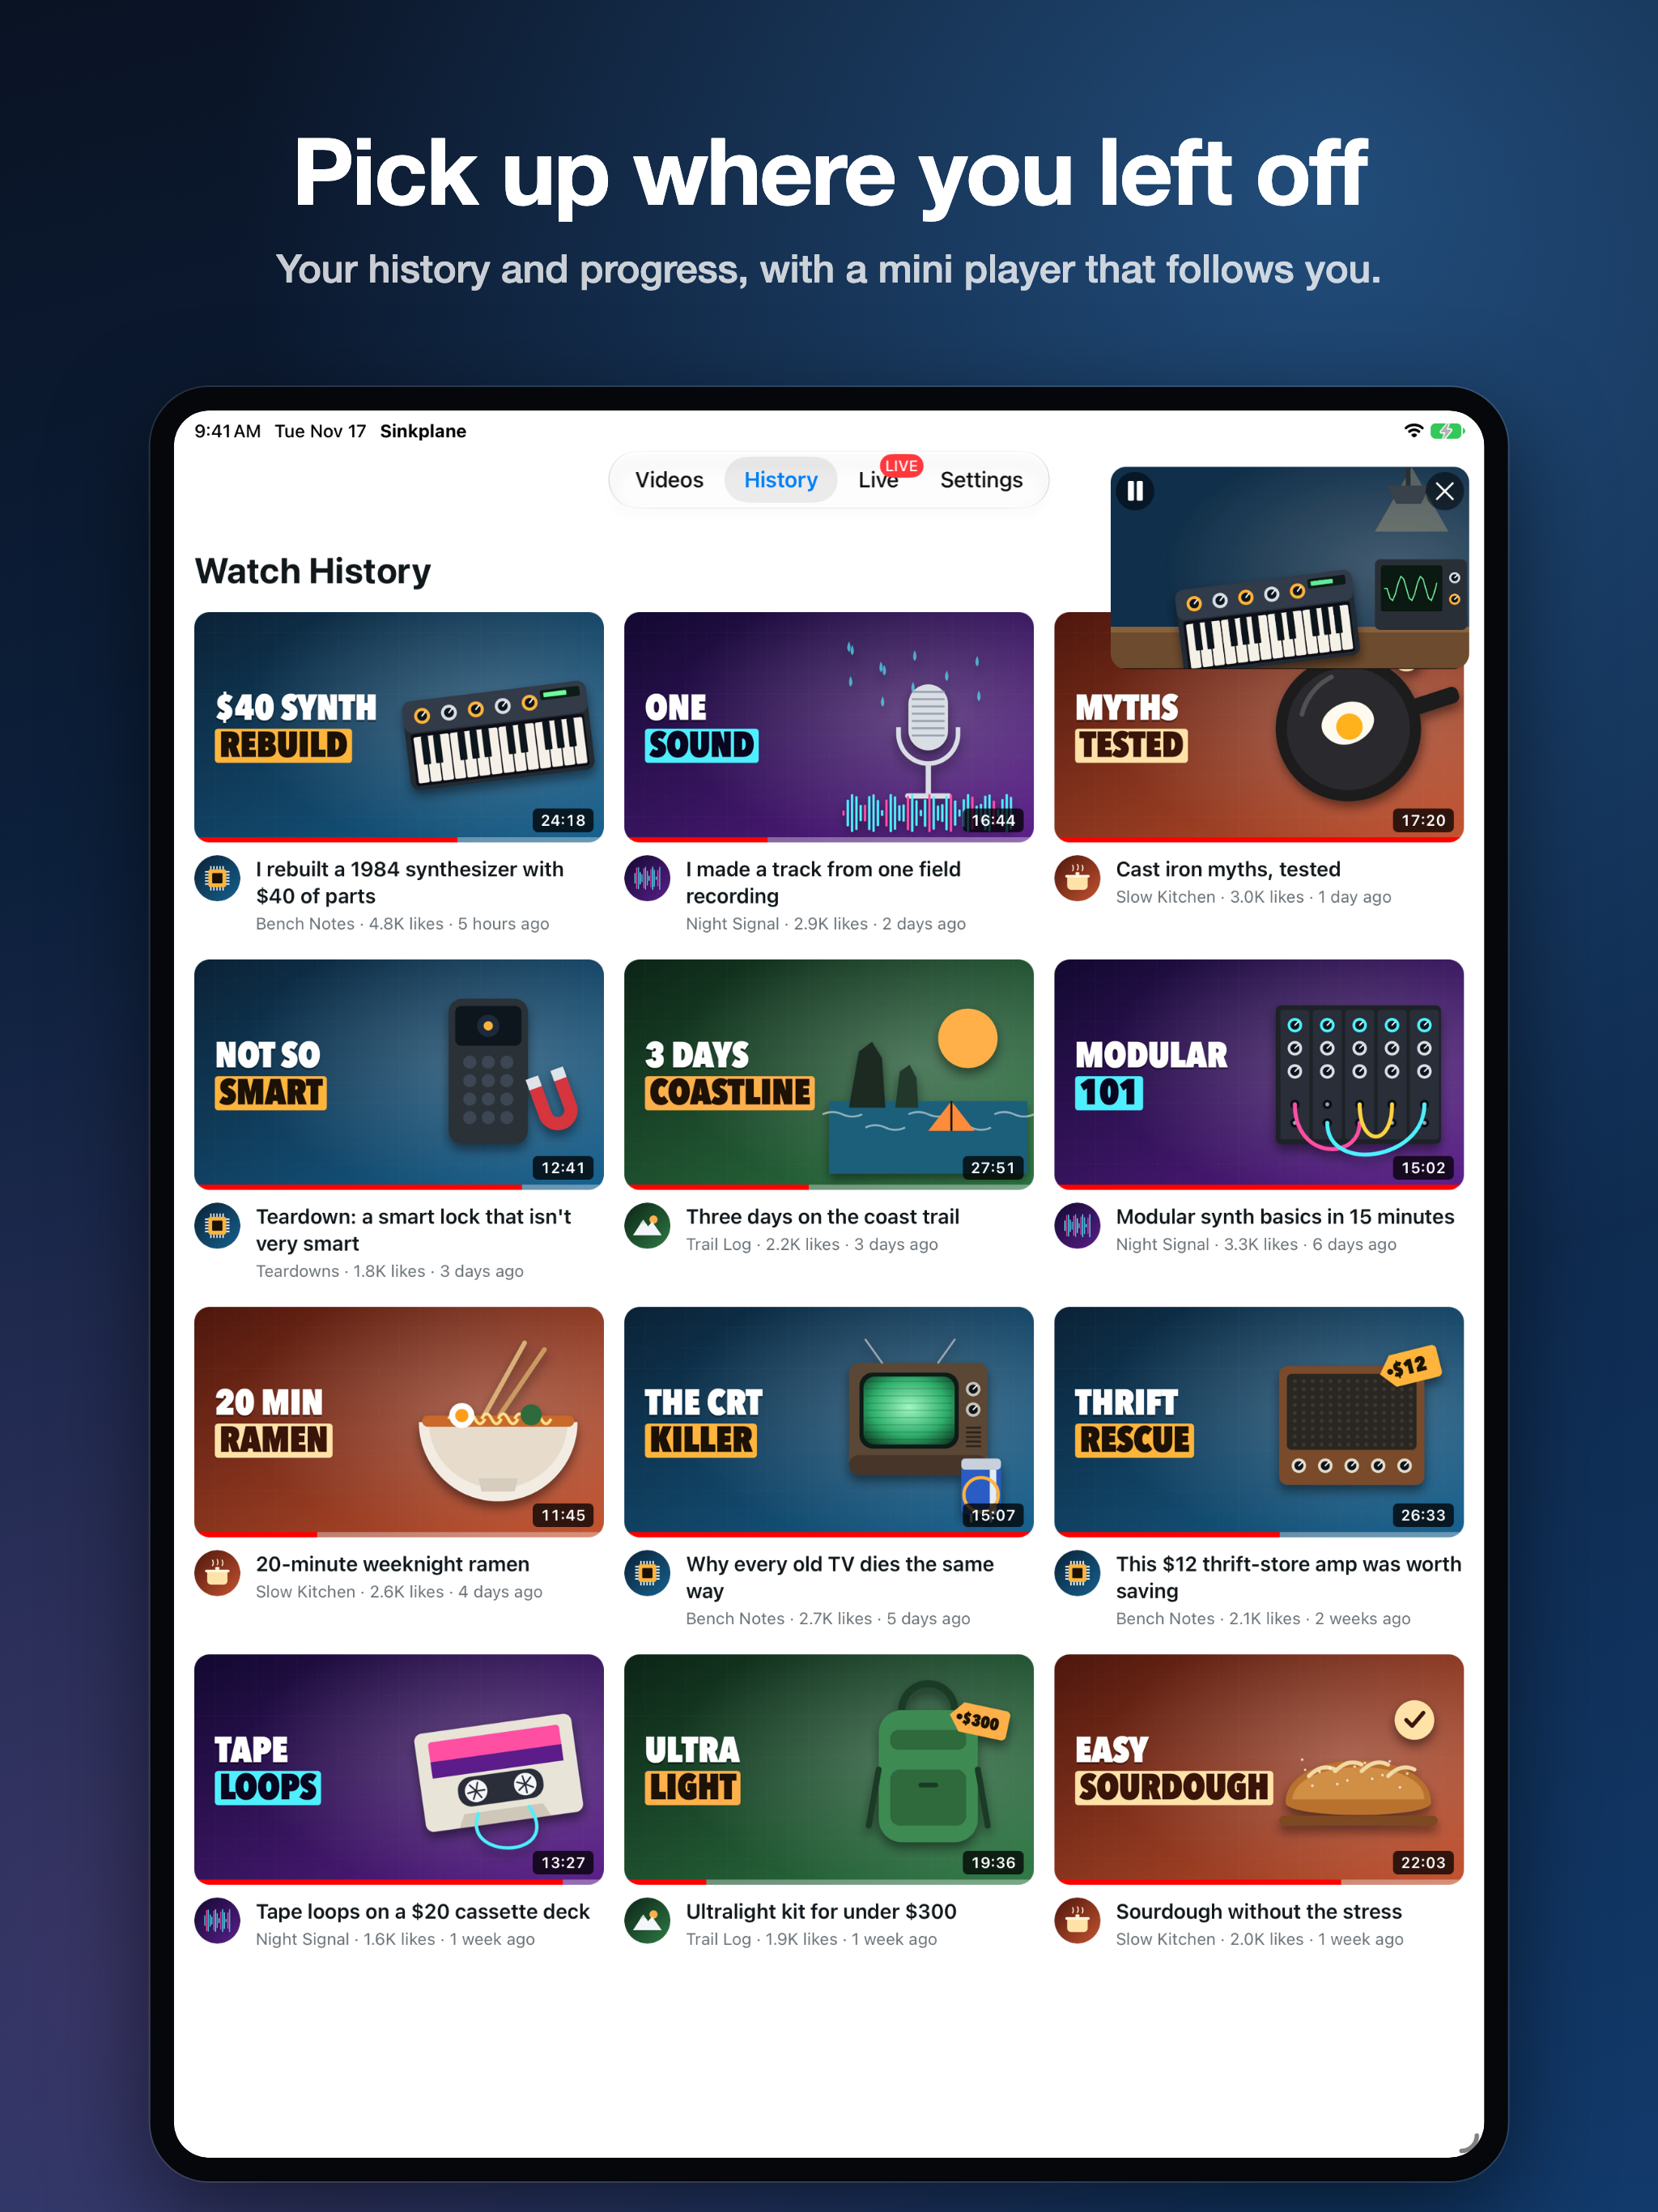 Pick up where you left off
Your history and progress, with a mini player that follows you.
9:41 AM Tue Nov 17 Sinkplane
Videos History Live LIVE Settings
Watch History
$40 SYNTH
REBUILD
24:18
I rebuilt a 1984 synthesizer with
$40 of parts
Bench Notes · 4.8K likes · 5 hours ago
ONE
SOUND
16:44
I made a track from one field
recording
Night Signal · 2.9K likes · 2 days ago
MYTHS
TESTED
17:20
Cast iron myths, tested
Slow Kitchen · 3.0K likes · 1 day ago
NOT SO
SMART
12:41
Teardown: a smart lock that isn't
very smart
Teardowns · 1.8K likes · 3 days ago
3 DAYS
COASTLINE
27:51
Three days on the coast trail
Trail Log · 2.2K likes · 3 days ago
MODULAR
101
15:02
Modular synth basics in 15 minutes
Night Signal · 3.3K likes · 6 days ago
20 MIN
RAMEN
11:45
20-minute weeknight ramen
Slow Kitchen · 2.6K likes · 4 days ago
THE CRT
KILLER
15:07
Why every old TV dies the same
way
Bench Notes · 2.7K likes · 5 days ago
THRIFT
RESCUE
$12
26:33
This $12 thrift-store amp was worth
saving
Bench Notes · 2.1K likes · 2 weeks ago
TAPE
LOOPS
13:27
Tape loops on a $20 cassette deck
Night Signal · 1.6K likes · 1 week ago
ULTRA
LIGHT
$300
19:36
Ultralight kit for under $300
Trail Log · 1.9K likes · 1 week ago
EASY
SOURDOUGH
22:03
Sourdough without the stress
Slow Kitchen · 2.0K likes · 1 week ago